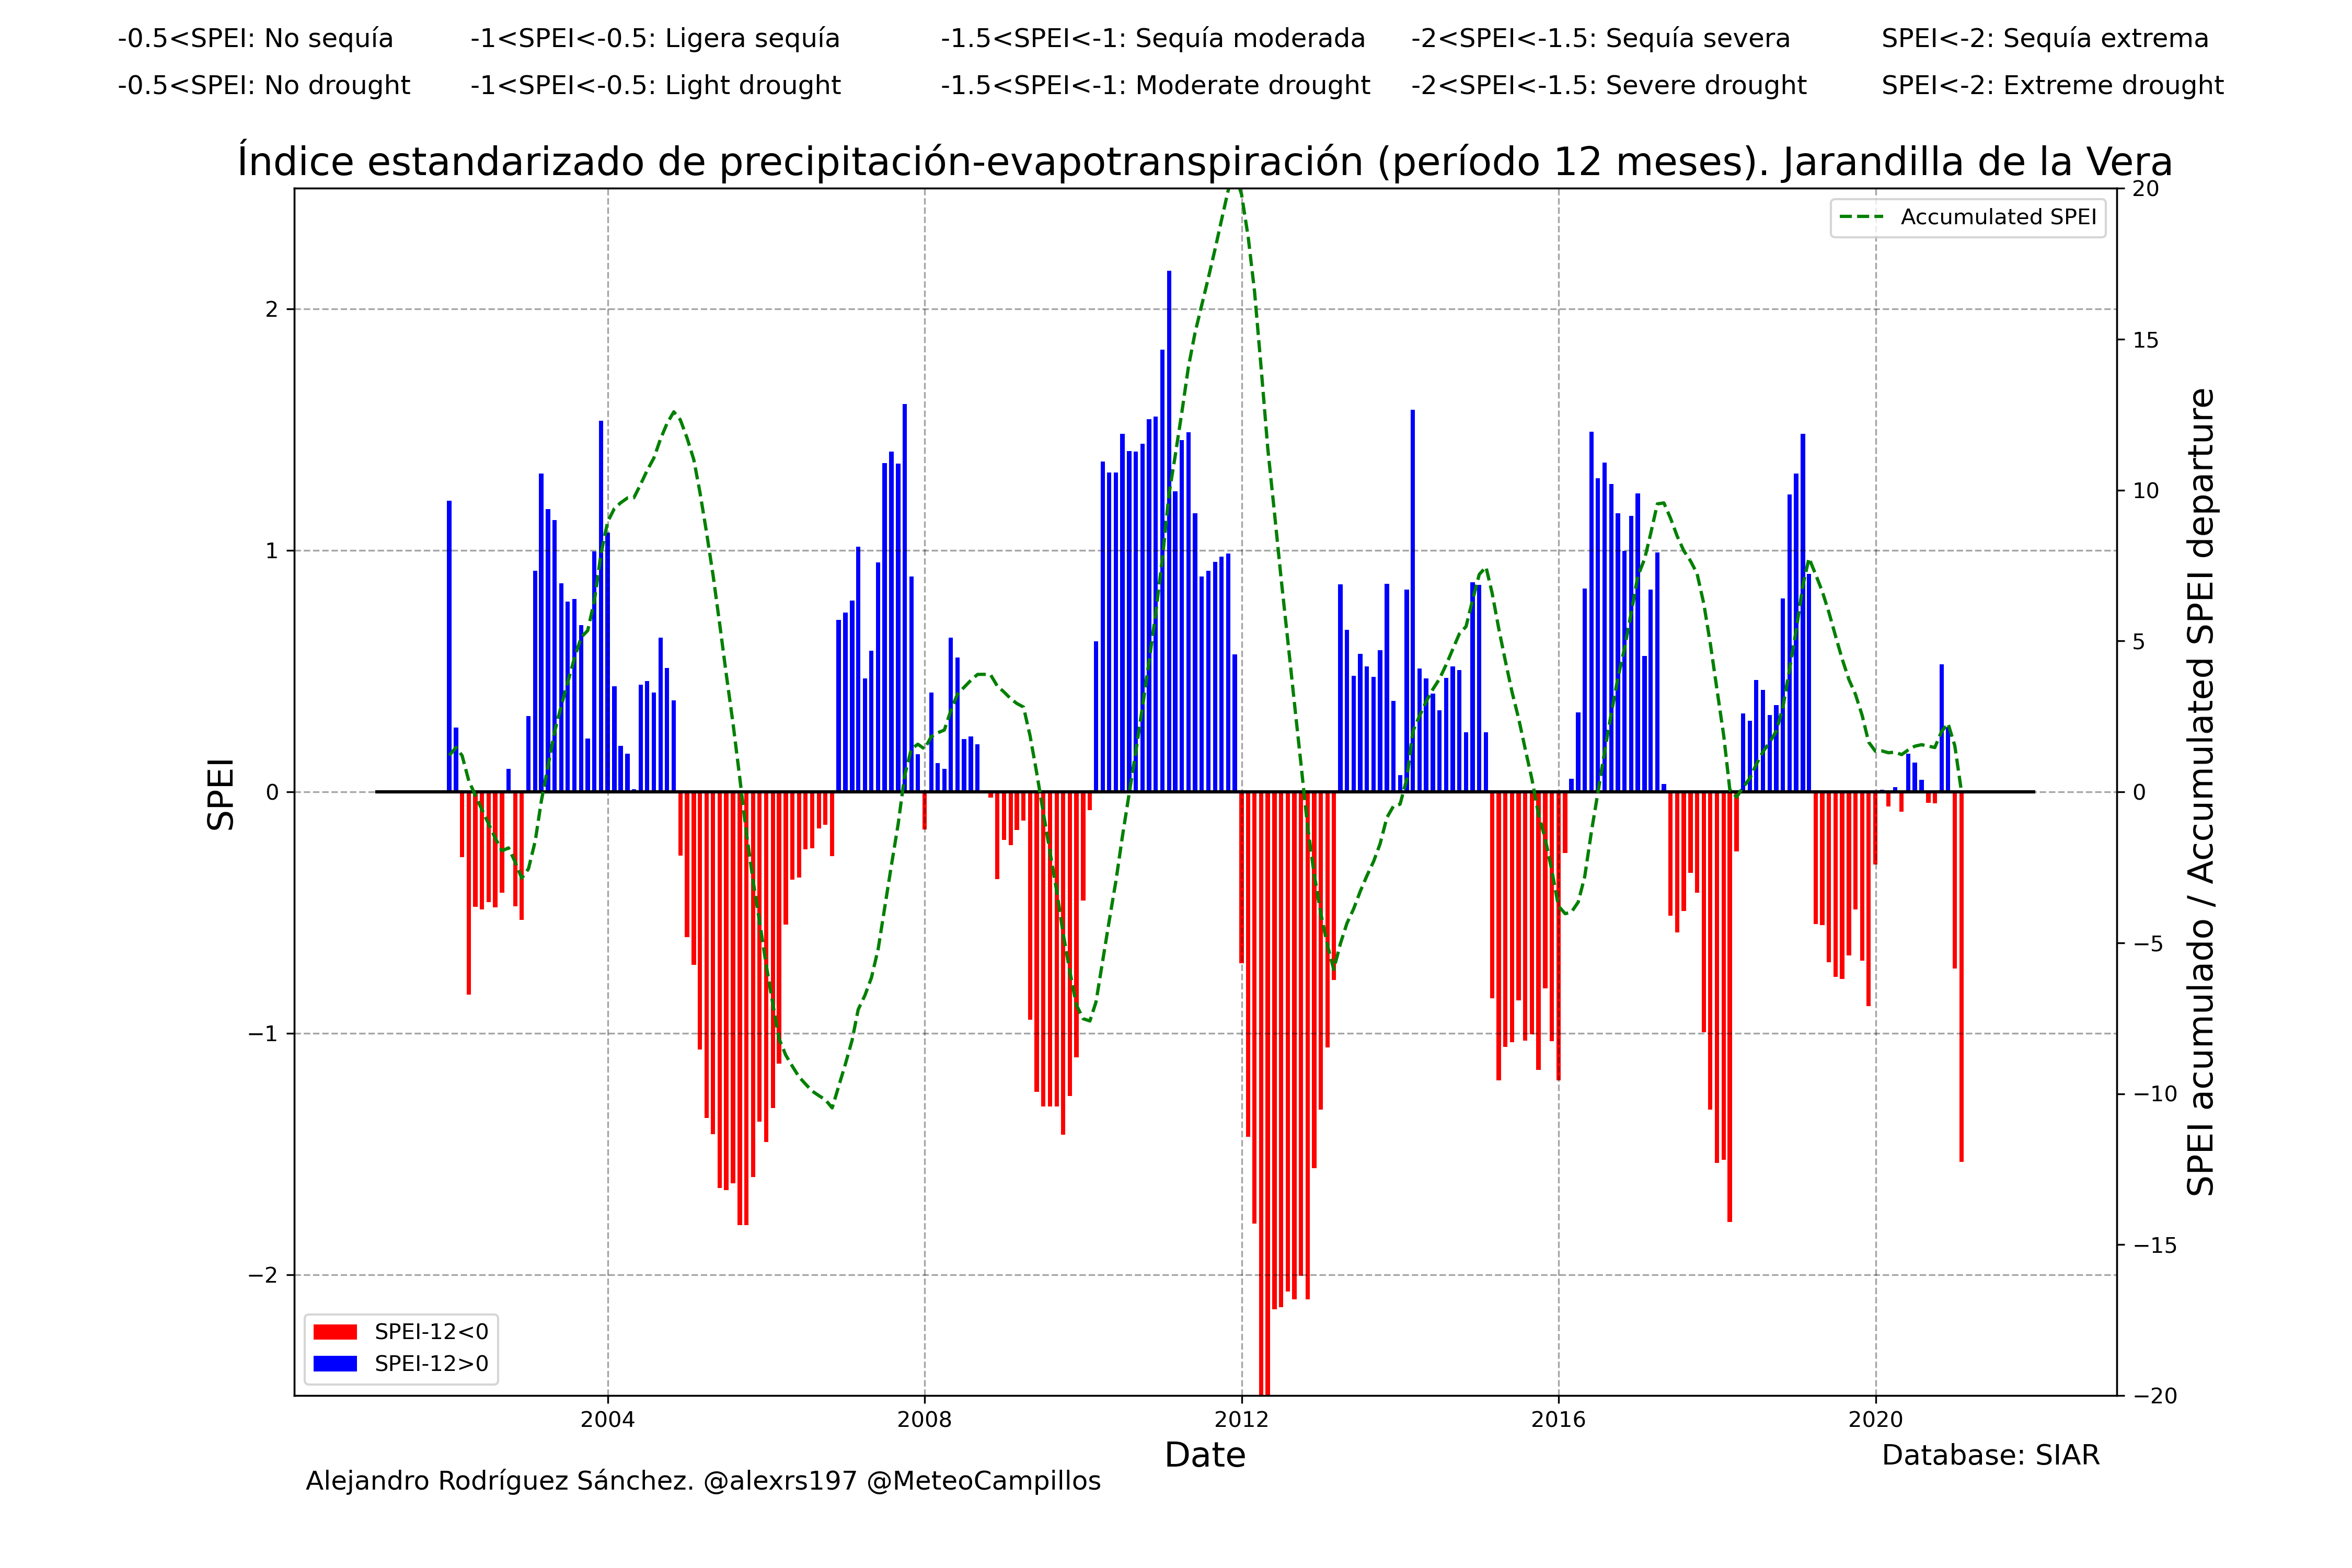 -0.5<SPEI: No sequía -1<SPEI<-0.5: Ligera sequía -1.5<SPEI<-1: Sequía moderada -2<SPEI<-1.5: Sequía severa SPEI<-2: Sequía extrema
-0.5<SPEI: No drought -1<SPEI<-0.5: Light drought -1.5<SPEI<-1: Moderate drought -2<SPEI<-1.5: Severe drought SPEI<-2: Extreme drought
Índice estandarizado de precipitación-evapotranspiración (período 12 meses). Jarandilla de la Vera
Accumulated SPEI
SPEI
2
1
0
−1
−2
20
15
10
5
0
−5
−10
−15
−20
SPEI acumulado / Accumulated SPEI departure
SPEI-12<0
SPEI-12>0
2004 2008 2012 2016 2020
Date
Database: SIAR
Alejandro Rodríguez Sánchez. @alexrs197 @MeteoCampillos